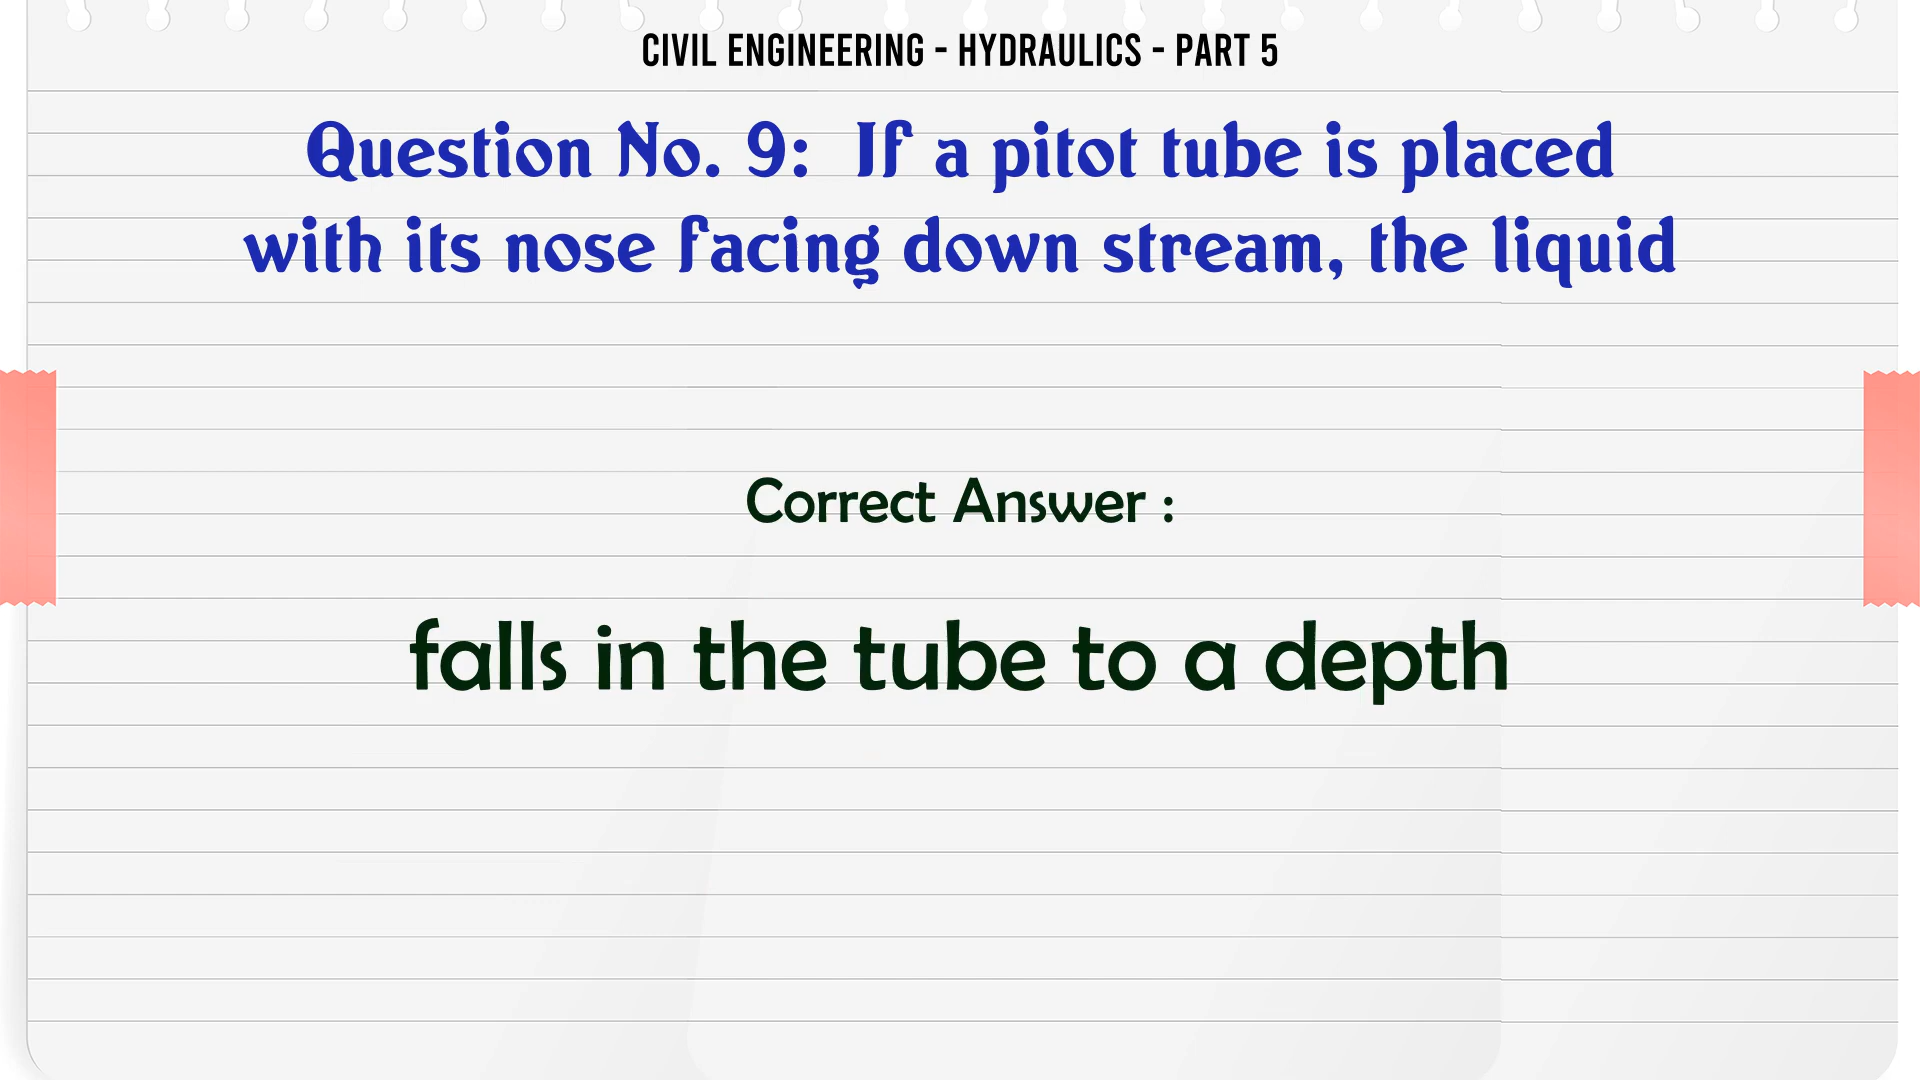 CIVIL ENGINEERING - HYDRAULICS - PART 5
Question No. 9: If a pitot tube is placed
with its nose facing down stream, the liquid
Correct Answer :
falls in the tube to a depth